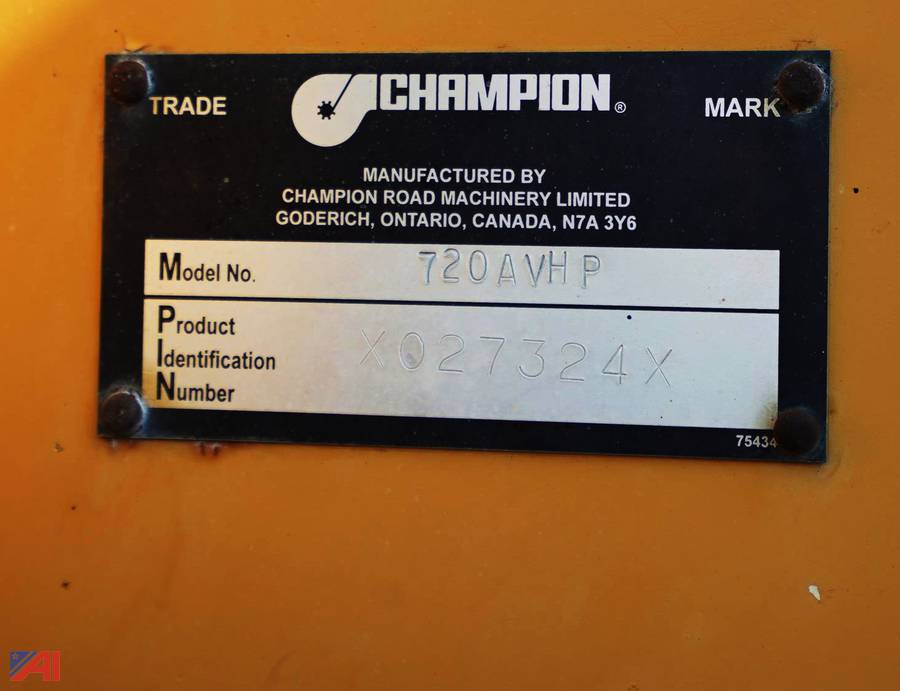 TRADE CHAMPION® MARK
MANUFACTURED BY
CHAMPION ROAD MACHINERY LIMITED
GODERICH, ONTARIO, CANADA, N7A 3Y6
Model No. 720AVHP
Product
Identification X027324X
Number
75434
AI